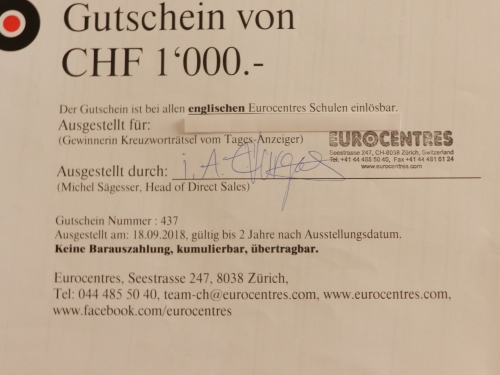 Gutschein von
CHF 1'000.-
Der Gutschein ist bei allen englischen Eurocentres Schulen einlösbar.
Ausgestellt für:
(Gewinnerin Kreuzworträtsel vom Tages-Anzeiger)
EUROCENTRES
Seestrasse 247, CH-8038 Zürich, Switzerland
Tel. +41 44 485 50 40, Fax +41 44 481 61 24
www.eurocentres.com
Ausgestellt durch: i.A.
(Michel Sägesser, Head of Direct Sales)
Gutschein Nummer : 437
Ausgestellt am: 18.09.2018, gültig bis 2 Jahre nach Ausstellungsdatum.
Keine Barauszahlung, kumulierbar, übertragbar.
Eurocentres, Seestrasse 247, 8038 Zürich,
Tel: 044 485 50 40, team-ch@eurocentres.com, www.eurocentres.com,
www.facebook.com/eurocentres